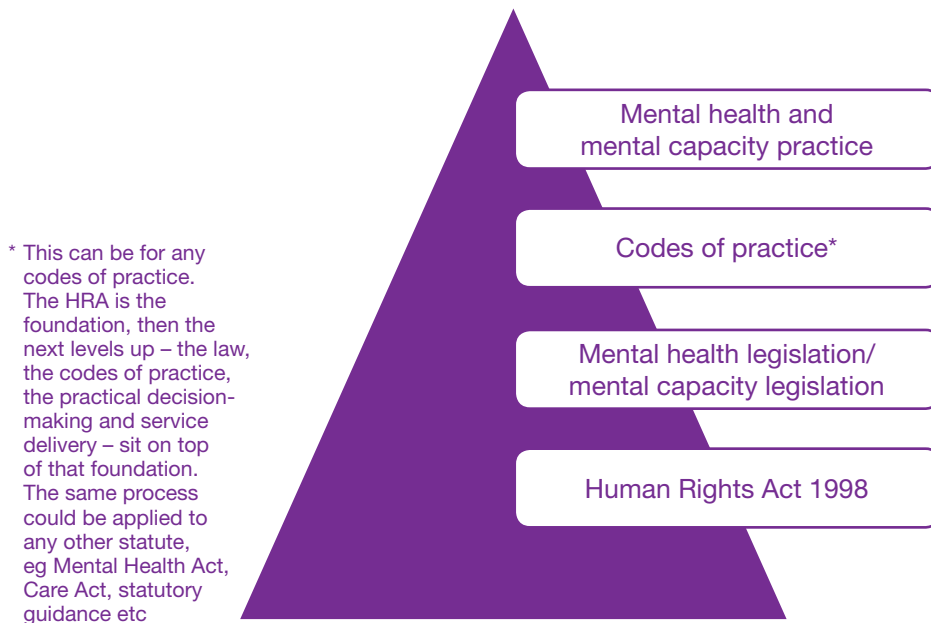 Mental health and
mental capacity practice
Codes of practice*
Mental health legislation/
mental capacity legislation
Human Rights Act 1998
* This can be for any
codes of practice.
The HRA is the
foundation, then the
next levels up – the law,
the codes of practice,
the practical decision-
making and service
delivery – sit on top
of that foundation.
The same process
could be applied to
any other statute,
eg Mental Health Act,
Care Act, statutory
guidance etc